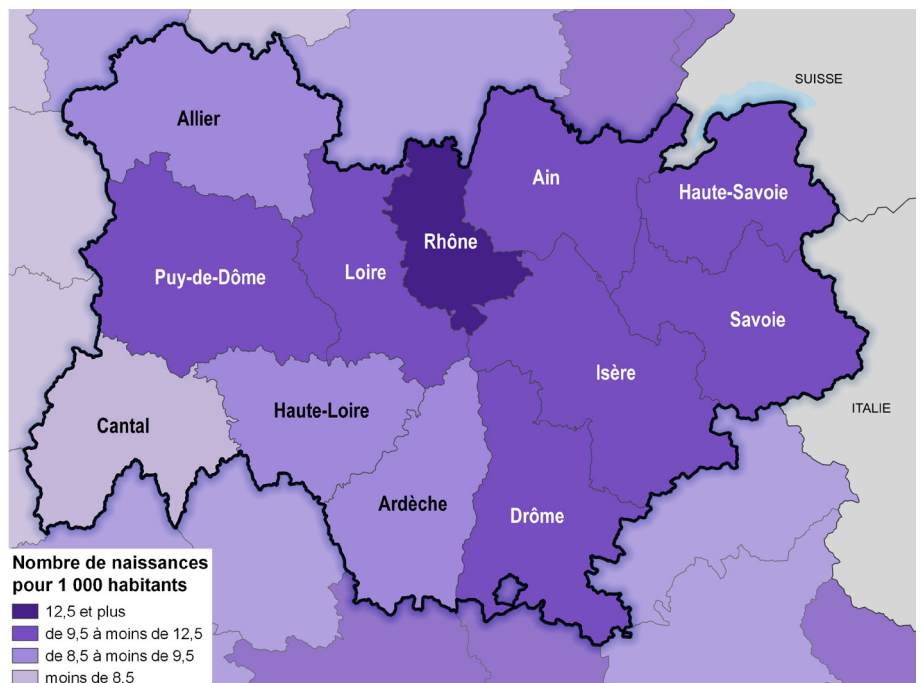 SUISSE
Allier
Ain
Haute-Savoie
Rhône
Puy-de-Dôme
Loire
Savoie
Isère
ITALIE
Haute-Loire
Cantal
Ardèche
Drôme
Nombre de naissances
pour 1 000 habitants
12,5 et plus
de 9,5 à moins de 12,5
de 8,5 à moins de 9,5
moins de 8,5